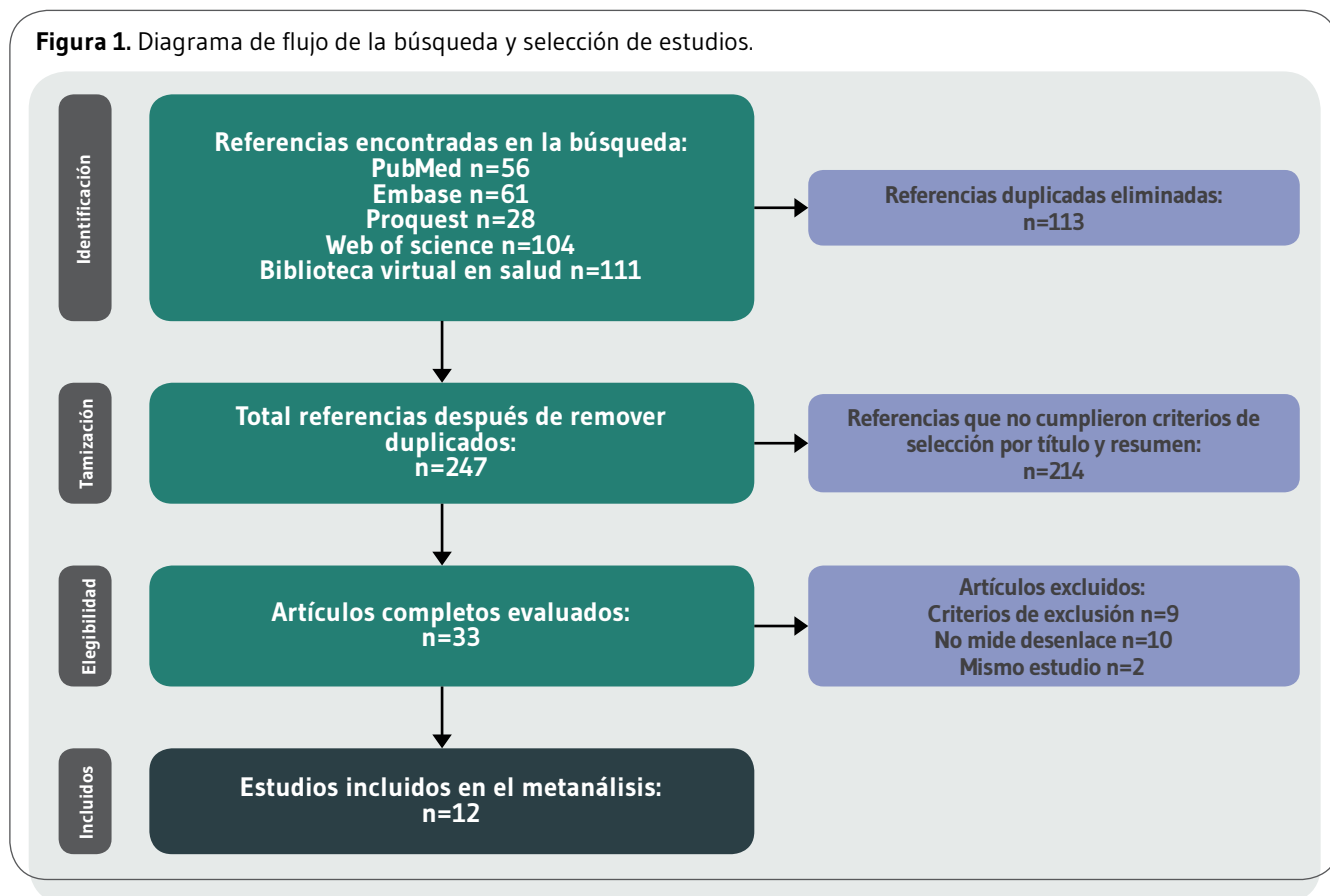 Figura 1. Diagrama de flujo de la búsqueda y selección de estudios.
Identificación
Referencias encontradas en la búsqueda:
PubMed n=56
Embase n=61
Proquest n=28
Web of science n=104
Biblioteca virtual en salud n=111
Referencias duplicadas eliminadas:
n=113
Tamización
Total referencias después de remover
duplicados:
n=247
Referencias que no cumplieron criterios de
selección por título y resumen:
n=214
Elegibilidad
Artículos completos evaluados:
n=33
Artículos excluidos:
Criterios de exclusión n=9
No mide desenlace n=10
Mismo estudio n=2
Incluidos
Estudios incluidos en el metanálisis:
n=12